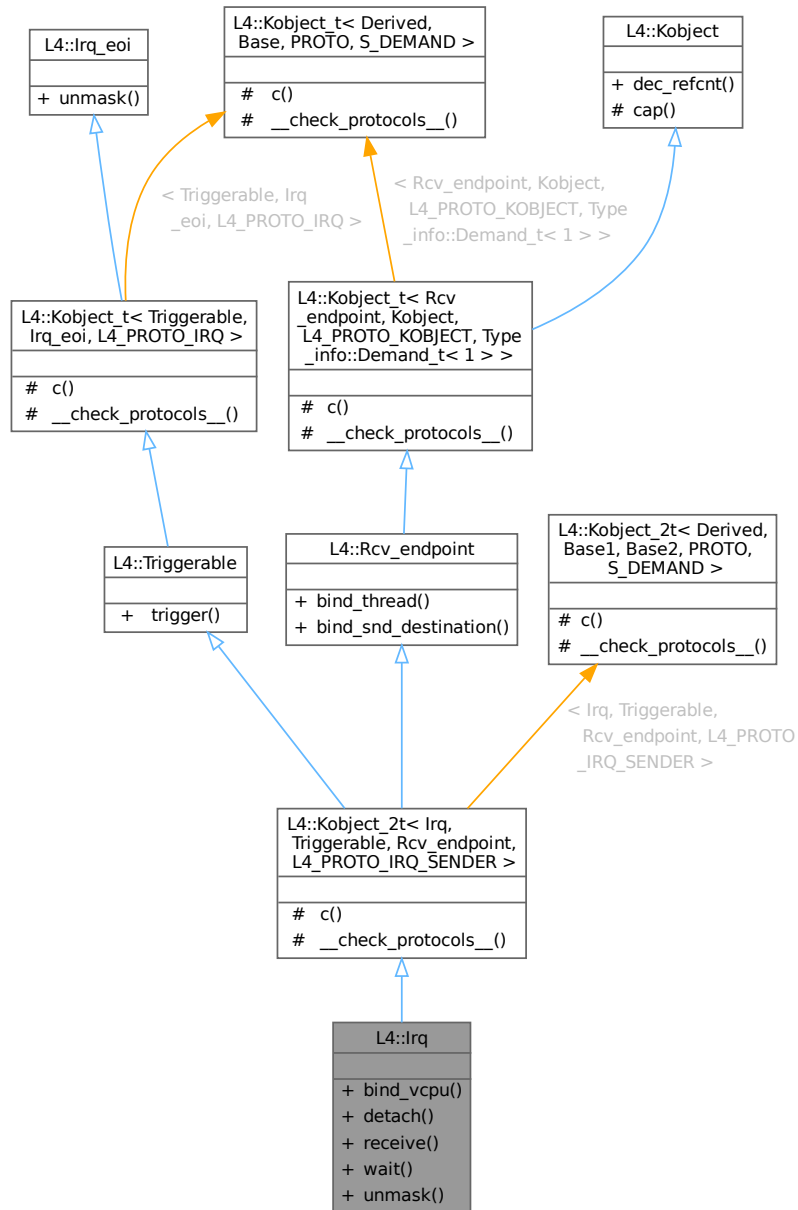 L4::Irq_eoi
+ unmask()
L4::Kobject_t< Derived,
Base, PROTO, S_DEMAND >
# c()
# __check_protocols__()
L4::Kobject
+ dec_refcnt()
# cap()
< Triggerable, Irq
_eoi, L4_PROTO_IRQ >
< Rcv_endpoint, Kobject,
L4_PROTO_KOBJECT, Type
_info::Demand_t< 1 > >
L4::Kobject_t< Triggerable,
Irq_eoi, L4_PROTO_IRQ >
# c()
# __check_protocols__()
L4::Kobject_t< Rcv
_endpoint, Kobject,
L4_PROTO_KOBJECT, Type
_info::Demand_t< 1 > >
# c()
# __check_protocols__()
L4::Triggerable
+ trigger()
L4::Rcv_endpoint
+ bind_thread()
+ bind_snd_destination()
L4::Kobject_2t< Derived,
Base1, Base2, PROTO,
S_DEMAND >
# c()
# __check_protocols__()
< Irq, Triggerable,
Rcv_endpoint, L4_PROTO
_IRQ_SENDER >
L4::Kobject_2t< Irq,
Triggerable, Rcv_endpoint,
L4_PROTO_IRQ_SENDER >
# c()
# __check_protocols__()
L4::Irq
+ bind_vcpu()
+ detach()
+ receive()
+ wait()
+ unmask()